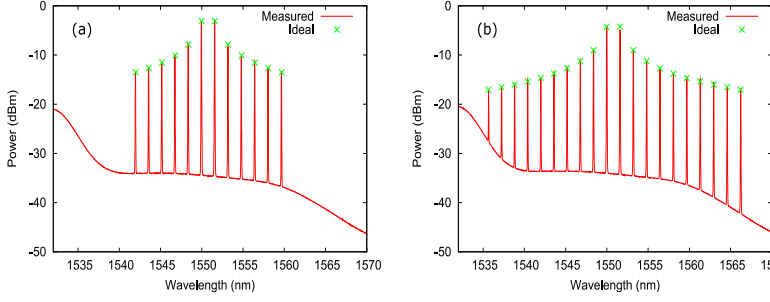 (a)
Measured
Ideal
0
-10
-20
-30
-40
-50
Power (dBm)
1535 1540 1545 1550 1555 1560 1565 1570
Wavelength (nm)
(b)
Measured
Ideal
0
-10
-20
-30
-40
-50
Power (dBm)
1535 1540 1545 1550 1555 1560 1565 
Wavelength (nm)